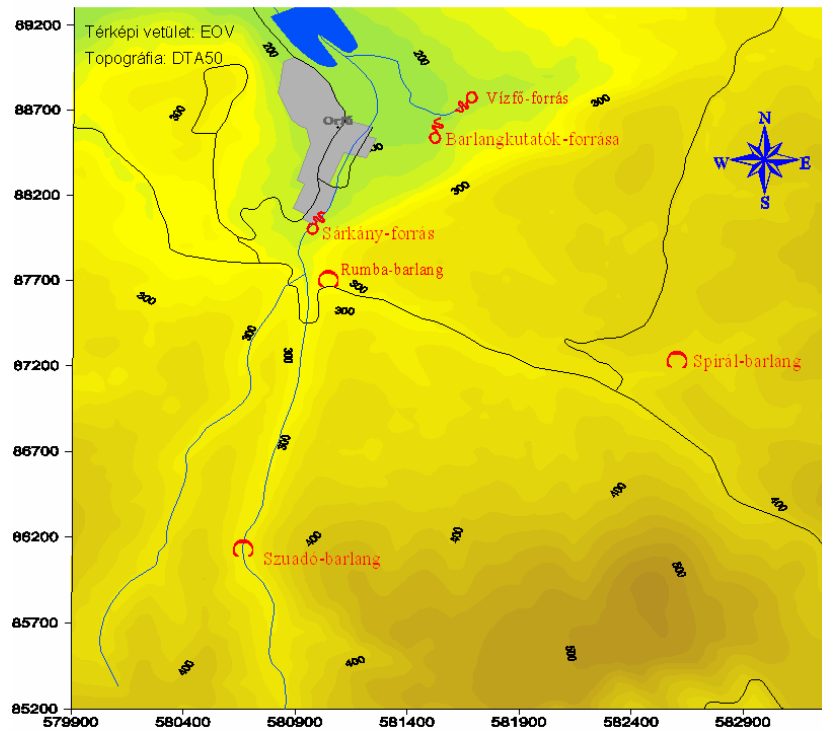 89200
Térképi vetület: EOV
Topográfia: DTA50
200
200
300
300
88700
Vízfő-forrás
Orfű
Barlangkutatók-forrása
N
W
E
S
300
88200
Sárkány-forrás
Rumba-barlang
87700
300
300
300
300
300
87200
Spirál-barlang
86700
300
400
400
400
400
86200
Szuadó-barlang
500
85700
400
400
500
85200
579900
580400
580900
581400
581900
582400
582900